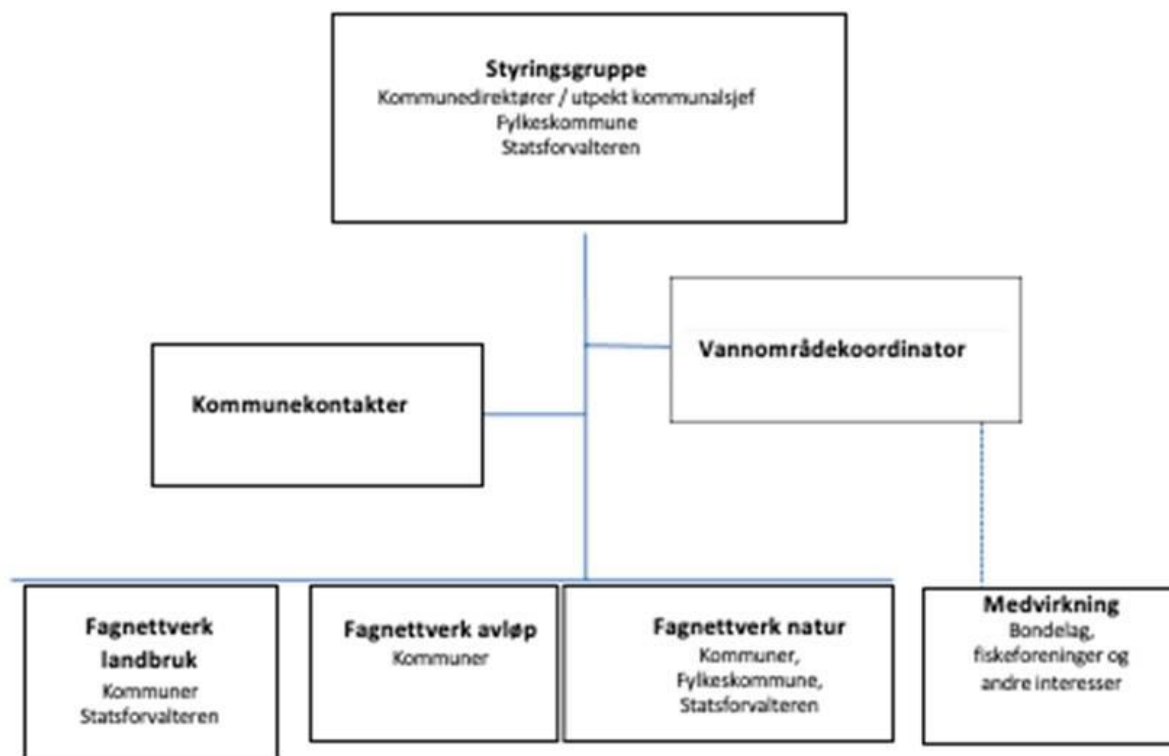 Styringsgruppe
Kommunedirektører / utpekt kommunalsjef
Fylkeskommune
Statsforvalteren
Vannområdekoordinator
Kommunekontakter
Fagnettverk
landbruk
Kommuner
Statsforvalteren
Fagnettverk avløp
Kommuner
Fagnettverk natur
Kommuner,
Fylkeskommune,
Statsforvalteren
Medvirkning
Bondelag,
fiskeforeninger og
andre interesser